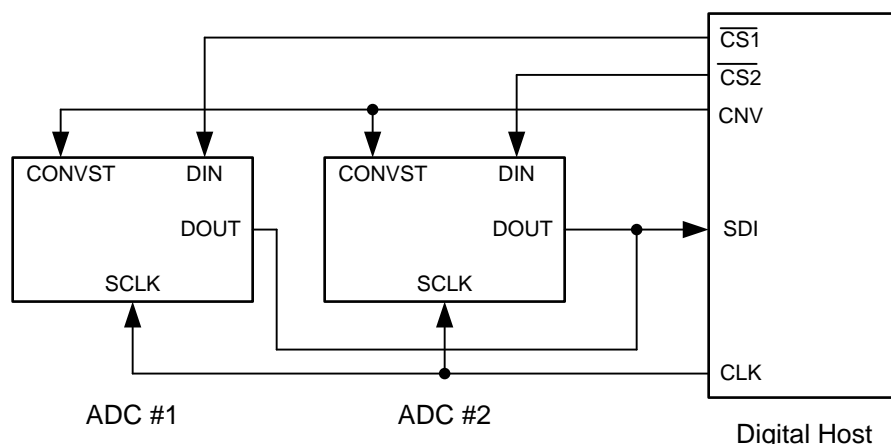 CS1
CS2
CNV
CONVST DIN
CONVST DIN
DOUT
DOUT
SDI
SCLK
SCLK
CLK
ADC #1
ADC #2
Digital Host